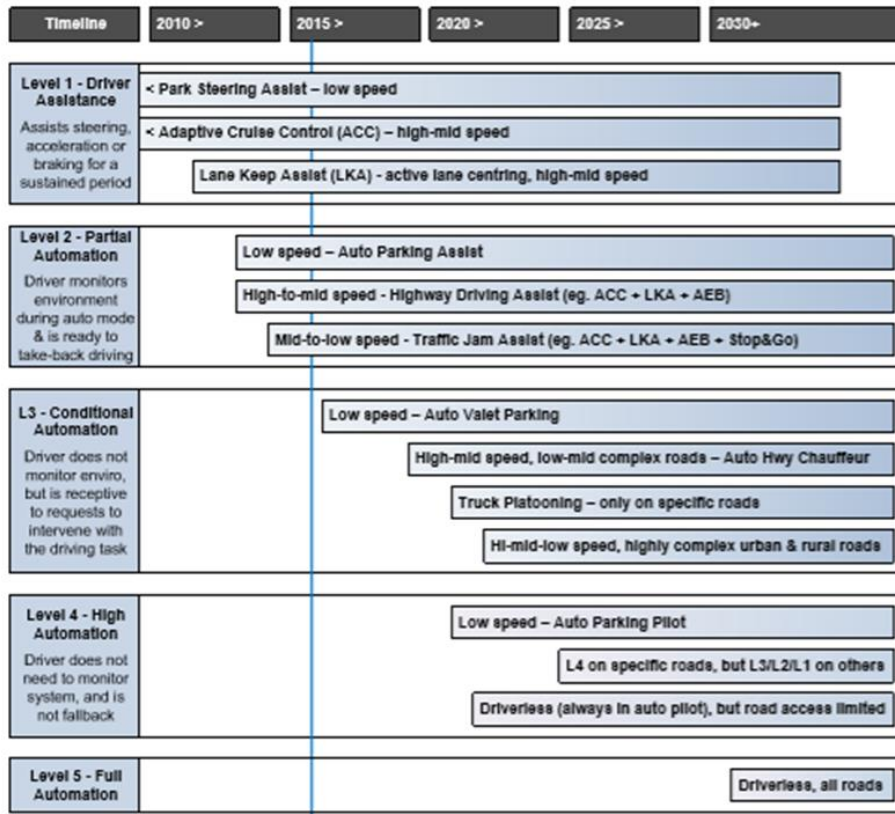 Timeline 2010 > 2015 > 2020 > 2025 > 2030+
Level 1 - Driver
Assistance
Assists steering,
acceleration or
braking for a
sustained period
< Park Steering Assist – low speed
< Adaptive Cruise Control (ACC) – high-mid speed
Lane Keep Assist (LKA) - active lane centring, high-mid speed
Level 2 - Partial
Automation
Driver monitors
environment
during auto mode
& is ready to
take-back driving
Low speed – Auto Parking Assist
High-to-mid speed - Highway Driving Assist (eg. ACC + LKA + AEB)
Mid-to-low speed - Traffic Jam Assist (eg. ACC + LKA + AEB + Stop&Go)
L3 - Conditional
Automation
Driver does not
monitor enviro,
but is receptive
to requests to
intervene with
the driving task
Low speed – Auto Valet Parking
High-mid speed, low-mid complex roads – Auto Hwy Chauffeur
Truck Platooning – only on specific roads
Hi-mid-low speed, highly complex urban & rural roads
Level 4 - High
Automation
Driver does not
need to monitor
system, and is
not fallback
Low speed – Auto Parking Pilot
L4 on specific roads, but L3/L2/L1 on others
Driverless (always in auto pilot), but road access limited
Level 5 - Full
Automation
Driverless, all roads